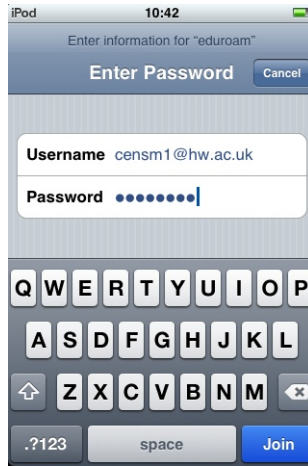 iPod 10:42
Enter information for “eduroam”
Enter Password Cancel
Username censm1@hw.ac.uk
Password ●●●●●●●●
Q W E R T Y U I O P
A S D F G H J K L
Z X C V B N M
.?123 space Join